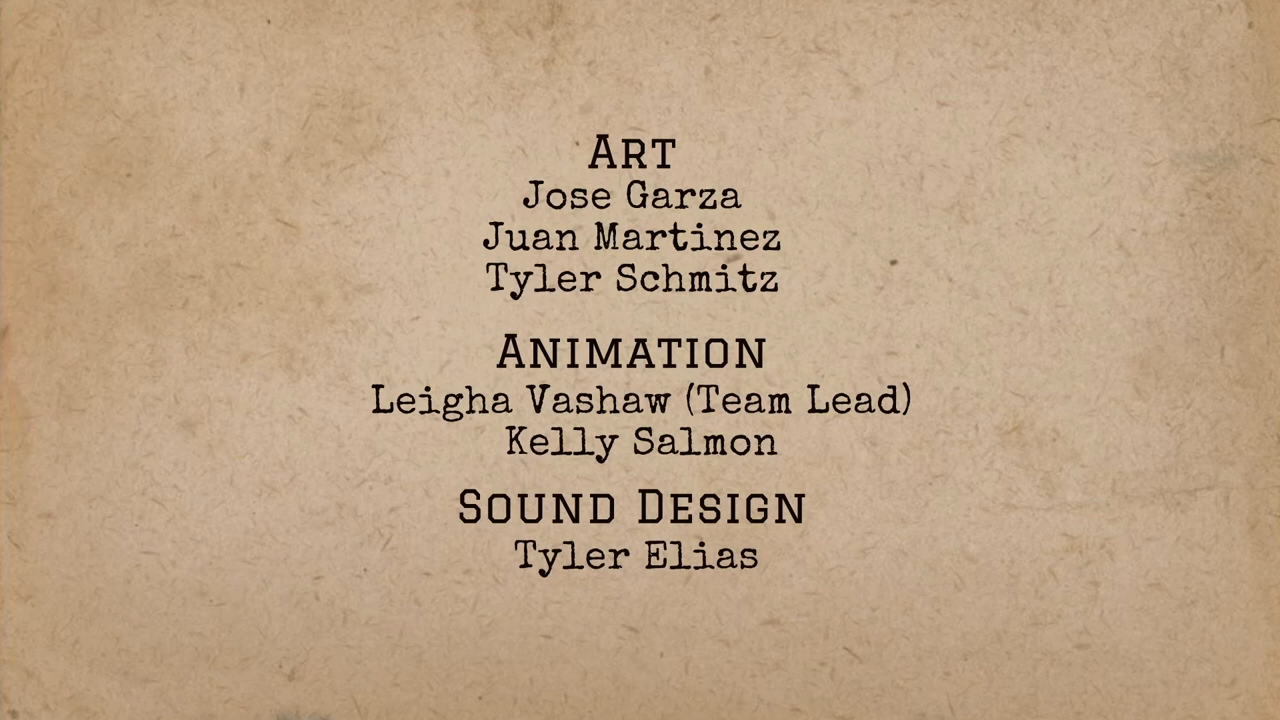 Art
Jose Garza
Juan Martinez
Tyler Schmitz
Animation
Leigha Vashaw (Team Lead)
Kelly Salmon
Sound Design
Tyler Elias